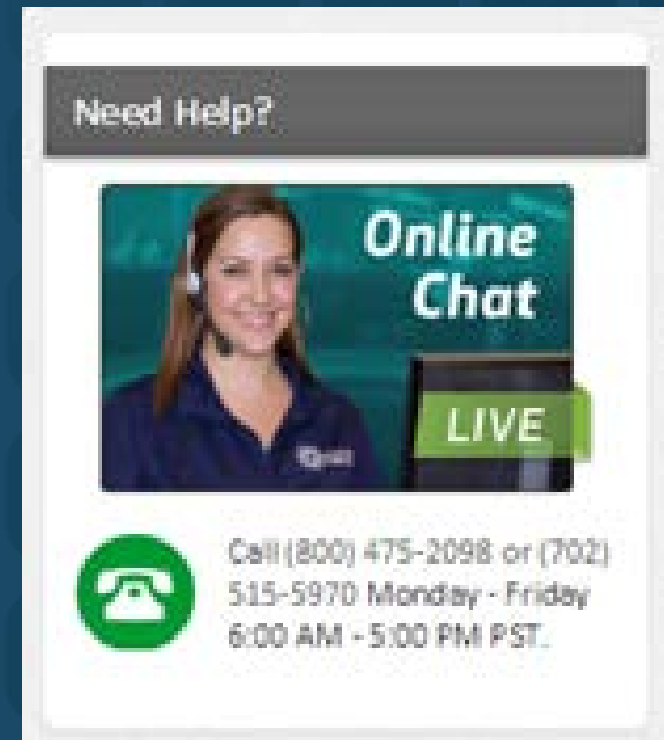 Need Help?
Online
Chat
LIVE
Call (800) 475-2098 or (702)
515-5970 Monday - Friday
6:00 AM - 5:00 PM PST.